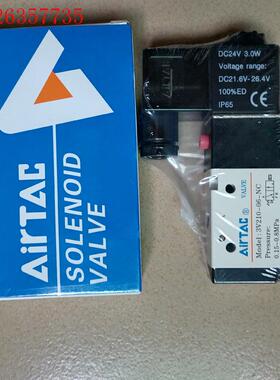 26357735
AirTAC
SOLENOID
VALVE
DC24V 3.0W
Voltage range:
DC21.6V-26.4V
100%ED
IP65
AirTAC ®
VALVE
Model: 3V210-06-NC
Pressure:
0.15-0.8MPa